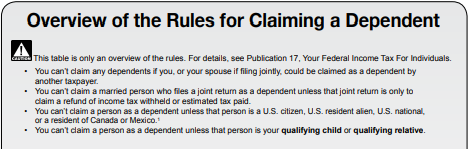 Overview of the Rules for Claiming a Dependent
CAUTION This table is only an overview of the rules. For details, see Publication 17, Your Federal Income Tax For Individuals.
• You can't claim any dependents if you, or your spouse if filing jointly, could be claimed as a dependent by
another taxpayer.
• You can't claim a married person who files a joint return as a dependent unless that joint return is only to
claim a refund of income tax withheld or estimated tax paid.
• You can't claim a person as a dependent unless that person is a U.S. citizen, U.S. resident alien, U.S. national,
or a resident of Canada or Mexico.¹
• You can't claim a person as a dependent unless that person is your qualifying child or qualifying relative.